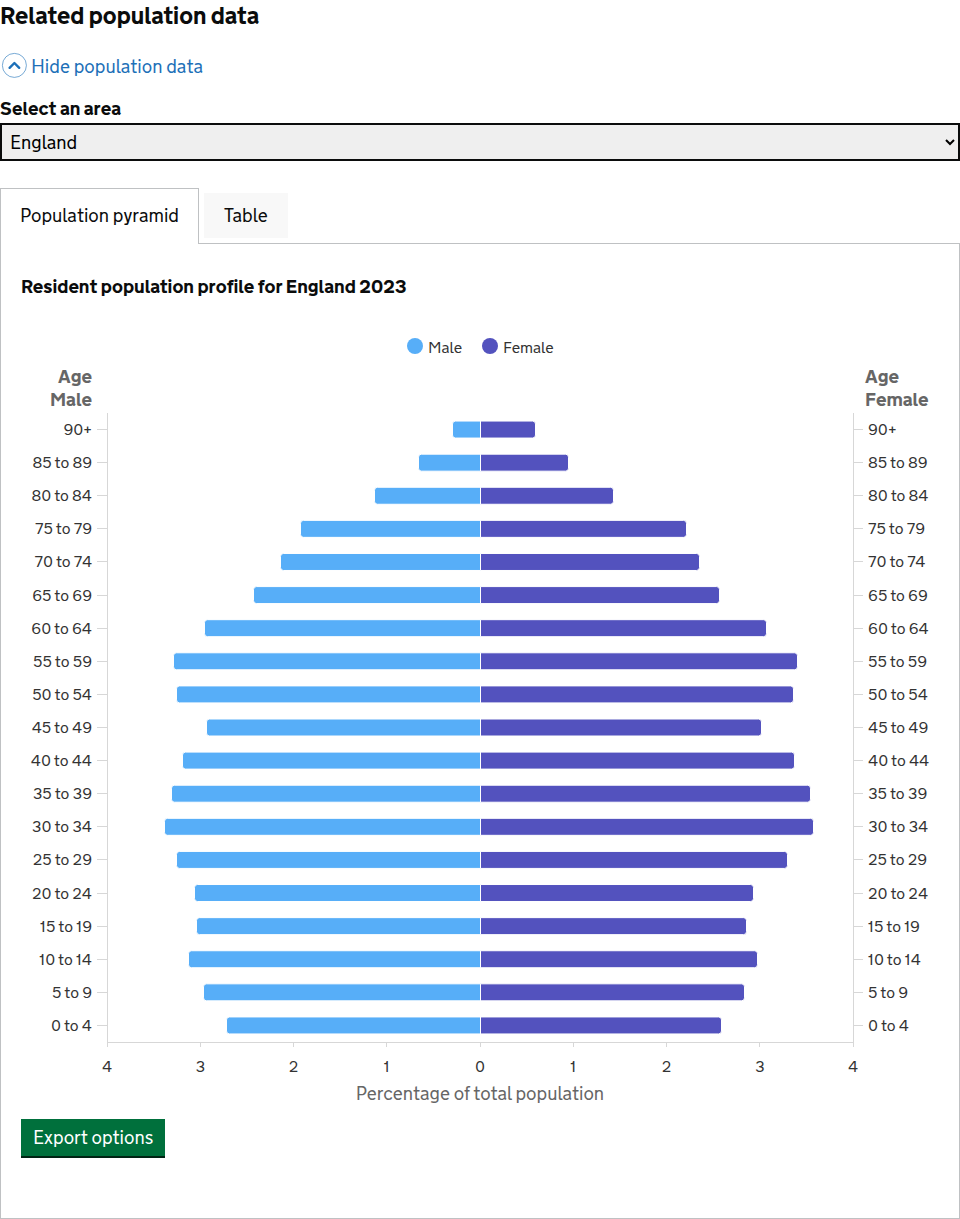 Related population data
Hide population data
Select an area
England
Population pyramid Table
Resident population profile for England 2023
Male Female
Age Age
Male Female
90+ 90+
85 to 89 85 to 89
80 to 84 80 to 84
75 to 79 75 to 79
70 to 74 70 to 74
65 to 69 65 to 69
60 to 64 60 to 64
55 to 59 55 to 59
50 to 54 50 to 54
45 to 49 45 to 49
40 to 44 40 to 44
35 to 39 35 to 39
30 to 34 30 to 34
25 to 29 25 to 29
20 to 24 20 to 24
15 to 19 15 to 19
10 to 14 10 to 14
5 to 9 5 to 9
0 to 4 0 to 4
4 3 2 1 0 1 2 3 4
Percentage of total population
Export options